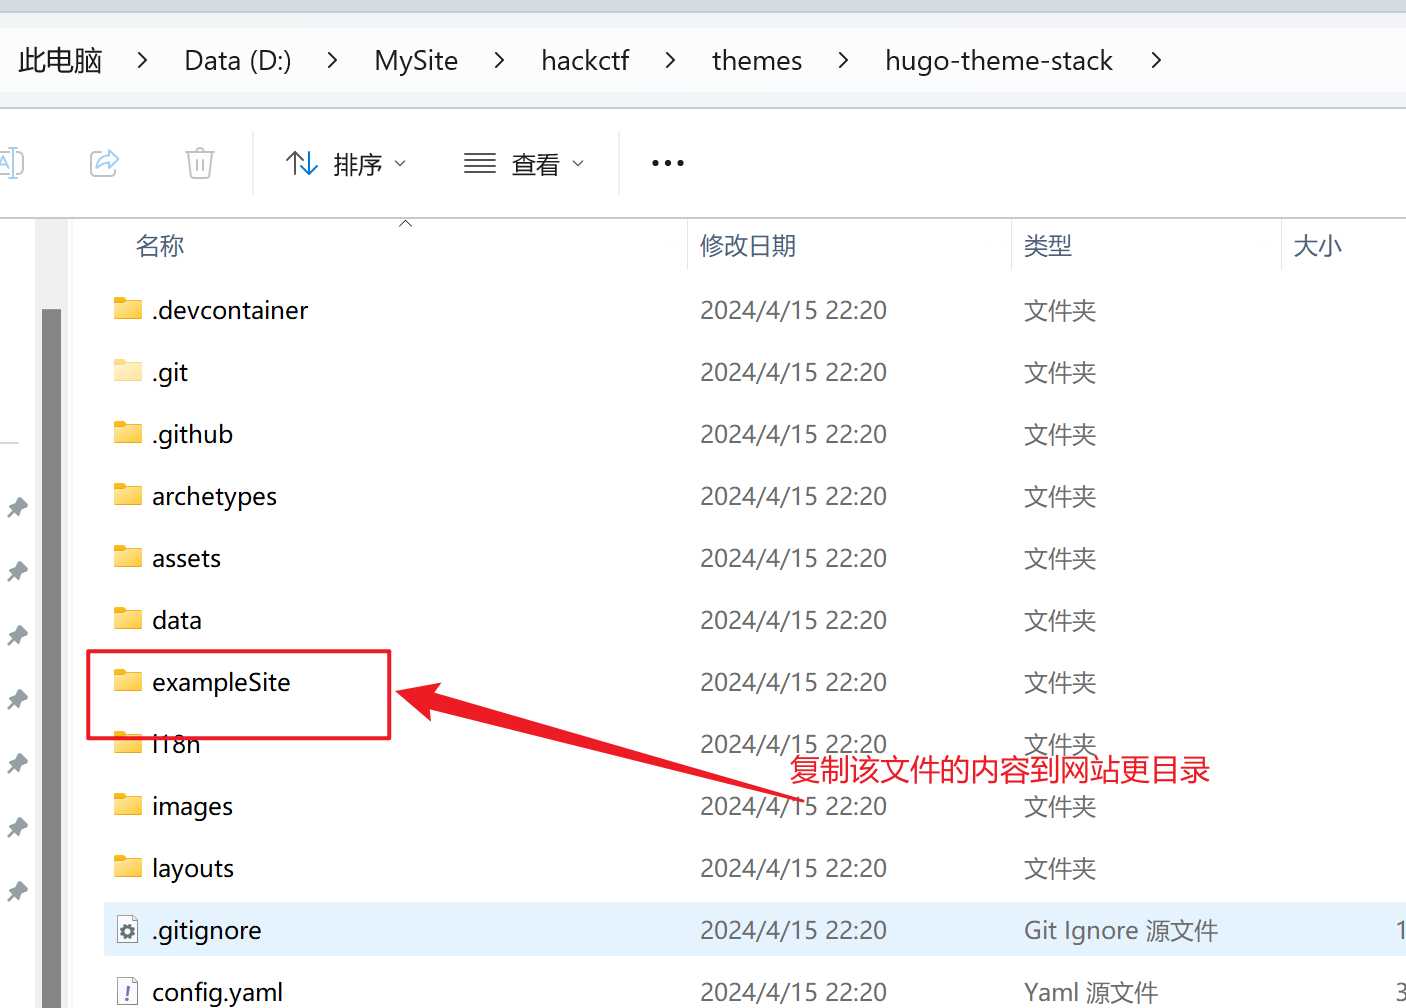 此电脑 > Data (D:) > MySite > hackctf > themes > hugo-theme-stack >
排序 查看 •••
名称 修改日期 类型 大小
.devcontainer 2024/4/15 22:20 文件夹
.git 2024/4/15 22:20 文件夹
.github 2024/4/15 22:20 文件夹
archetypes 2024/4/15 22:20 文件夹
assets 2024/4/15 22:20 文件夹
data 2024/4/15 22:20 文件夹
exampleSite 2024/4/15 22:20 文件夹
i18n 2024/4/15 22:20 文件夹
复制该文件的内容到网站更目录
images 2024/4/15 22:20 文件夹
layouts 2024/4/15 22:20 文件夹
.gitignore 2024/4/15 22:20 Git Ignore 源文件
config.yaml 2024/4/15 22:20 Yaml 源文件